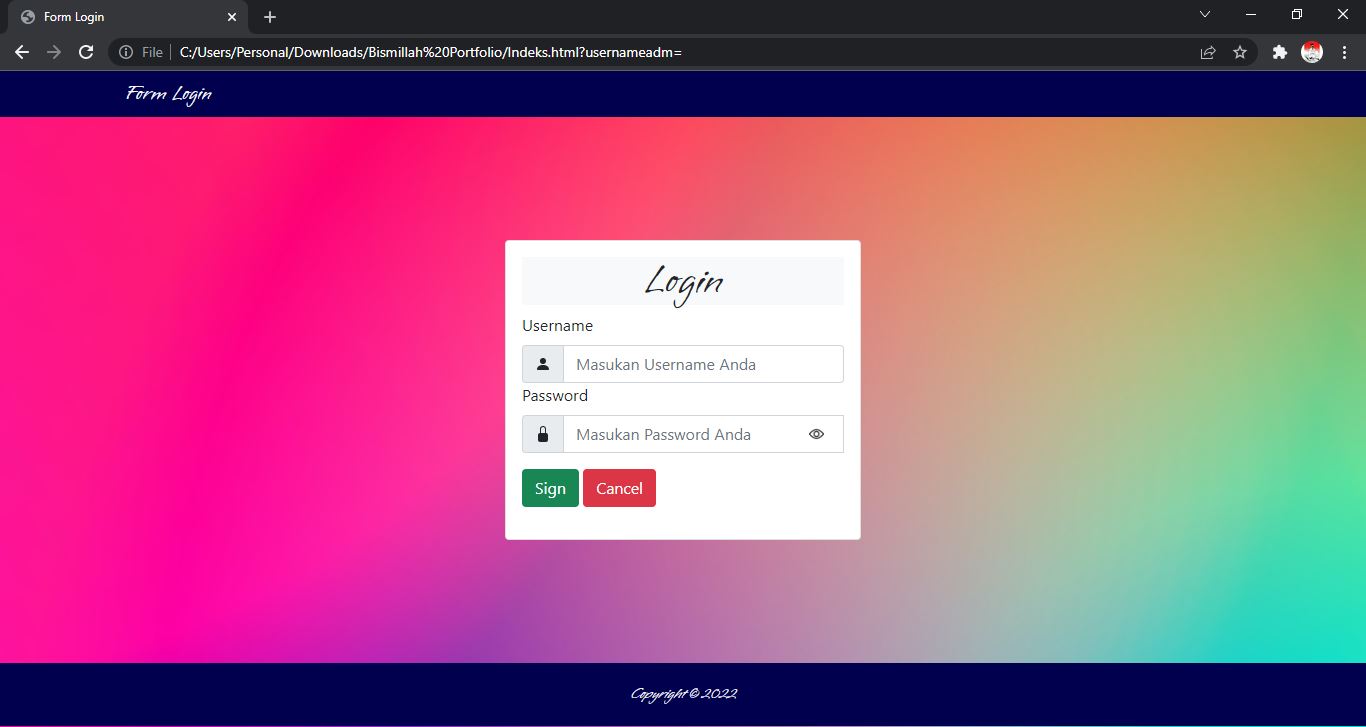 Form Login
File
C:/Users/Personal/Downloads/Bismillah%20Portfolio/Indeks.html?usernameadm=
Form Login
Login
Username
Masukan Username Anda
Password
Masukan Password Anda
Sign Cancel
Copyright © 2022